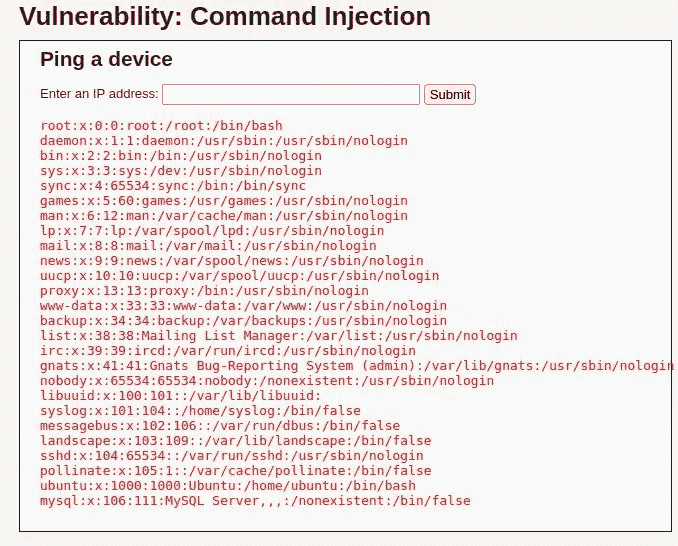 Vulnerability: Command Injection
Ping a device
Enter an IP address: Submit
root:x:0:0:root:/root:/bin/bash
daemon:x:1:1:daemon:/usr/sbin:/usr/sbin/nologin
bin:x:2:2:bin:/bin:/usr/sbin/nologin
sys:x:3:3:sys:/dev:/usr/sbin/nologin
sync:x:4:65534:sync:/bin:/bin/sync
games:x:5:60:games:/usr/games:/usr/sbin/nologin
man:x:6:12:man:/var/cache/man:/usr/sbin/nologin
lp:x:7:7:lp:/var/spool/lpd:/usr/sbin/nologin
mail:x:8:8:mail:/var/mail:/usr/sbin/nologin
news:x:9:9:news:/var/spool/news:/usr/sbin/nologin
uucp:x:10:10:uucp:/var/spool/uucp:/usr/sbin/nologin
proxy:x:13:13:proxy:/bin:/usr/sbin/nologin
www-data:x:33:33:www-data:/var/www:/usr/sbin/nologin
backup:x:34:34:backup:/var/backups:/usr/sbin/nologin
list:x:38:38:Mailing List Manager:/var/list:/usr/sbin/nologin
irc:x:39:39:ircd:/var/run/ircd:/usr/sbin/nologin
gnats:x:41:41:Gnats Bug-Reporting System (admin):/var/lib/gnats:/usr/sbin/nologin
nobody:x:65534:65534:nobody:/nonexistent:/usr/sbin/nologin
libuuid:x:100:101::/var/lib/libuuid:
syslog:x:101:104::/home/syslog:/bin/false
messagebus:x:102:106::/var/run/dbus:/bin/false
landscape:x:103:109::/var/lib/landscape:/bin/false
sshd:x:104:65534::/var/run/sshd:/usr/sbin/nologin
pollinate:x:105:1::/var/cache/pollinate:/bin/false
ubuntu:x:1000:1000:Ubuntu:/home/ubuntu:/bin/bash
mysql:x:106:111:MySQL Server,,,:/nonexistent:/bin/false